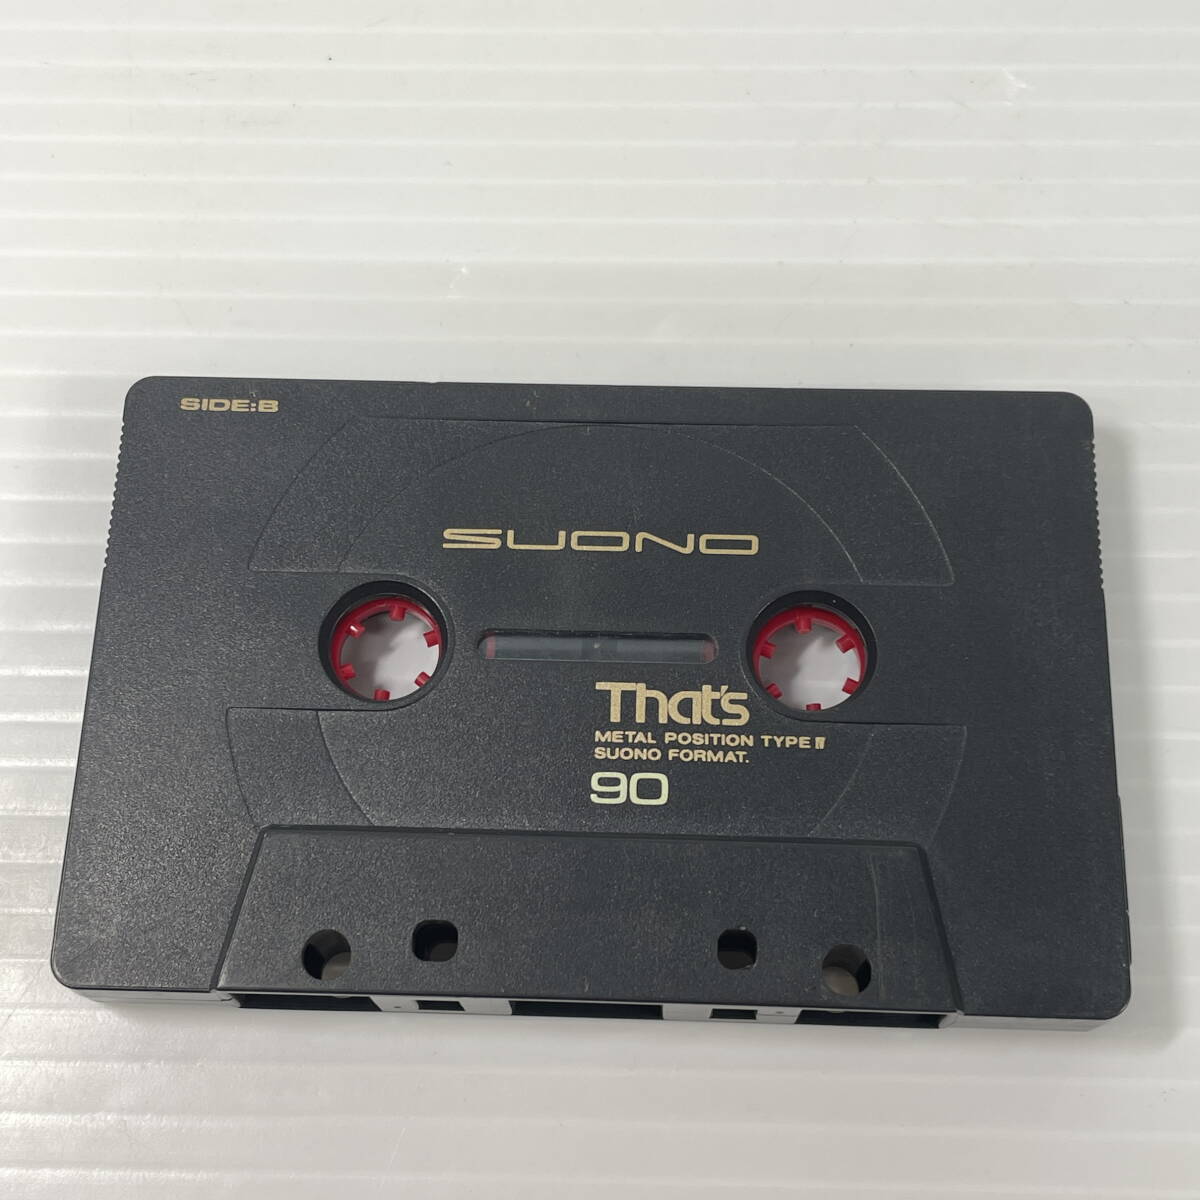 SIDE:B
SUONO
That's
METAL POSITION TYPE Ⅳ
SUONO FORMAT.
90